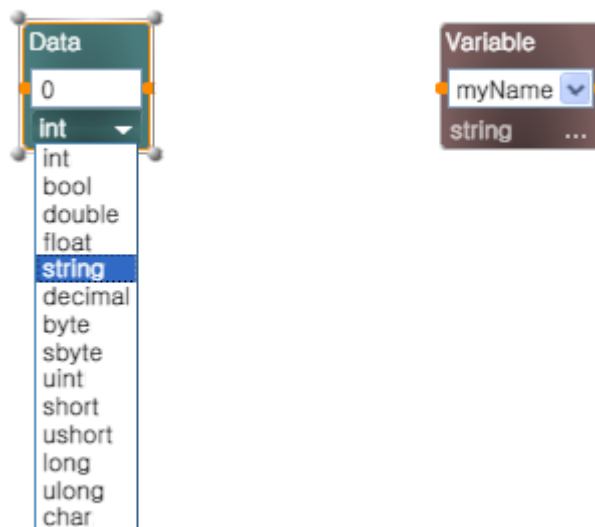 Data
0
int
int
bool
double
float
string
decimal
byte
sbyte
uint
short
ushort
long
ulong
char
Variable
myName
string ...